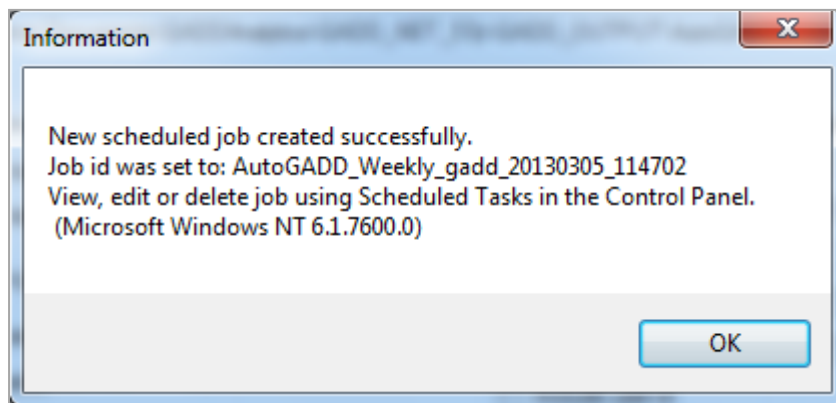 Information
New scheduled job created successfully.
Job id was set to: AutoGADD_Weekly_gadd_20130305_114702
View, edit or delete job using Scheduled Tasks in the Control Panel.
(Microsoft Windows NT 6.1.7600.0)
OK